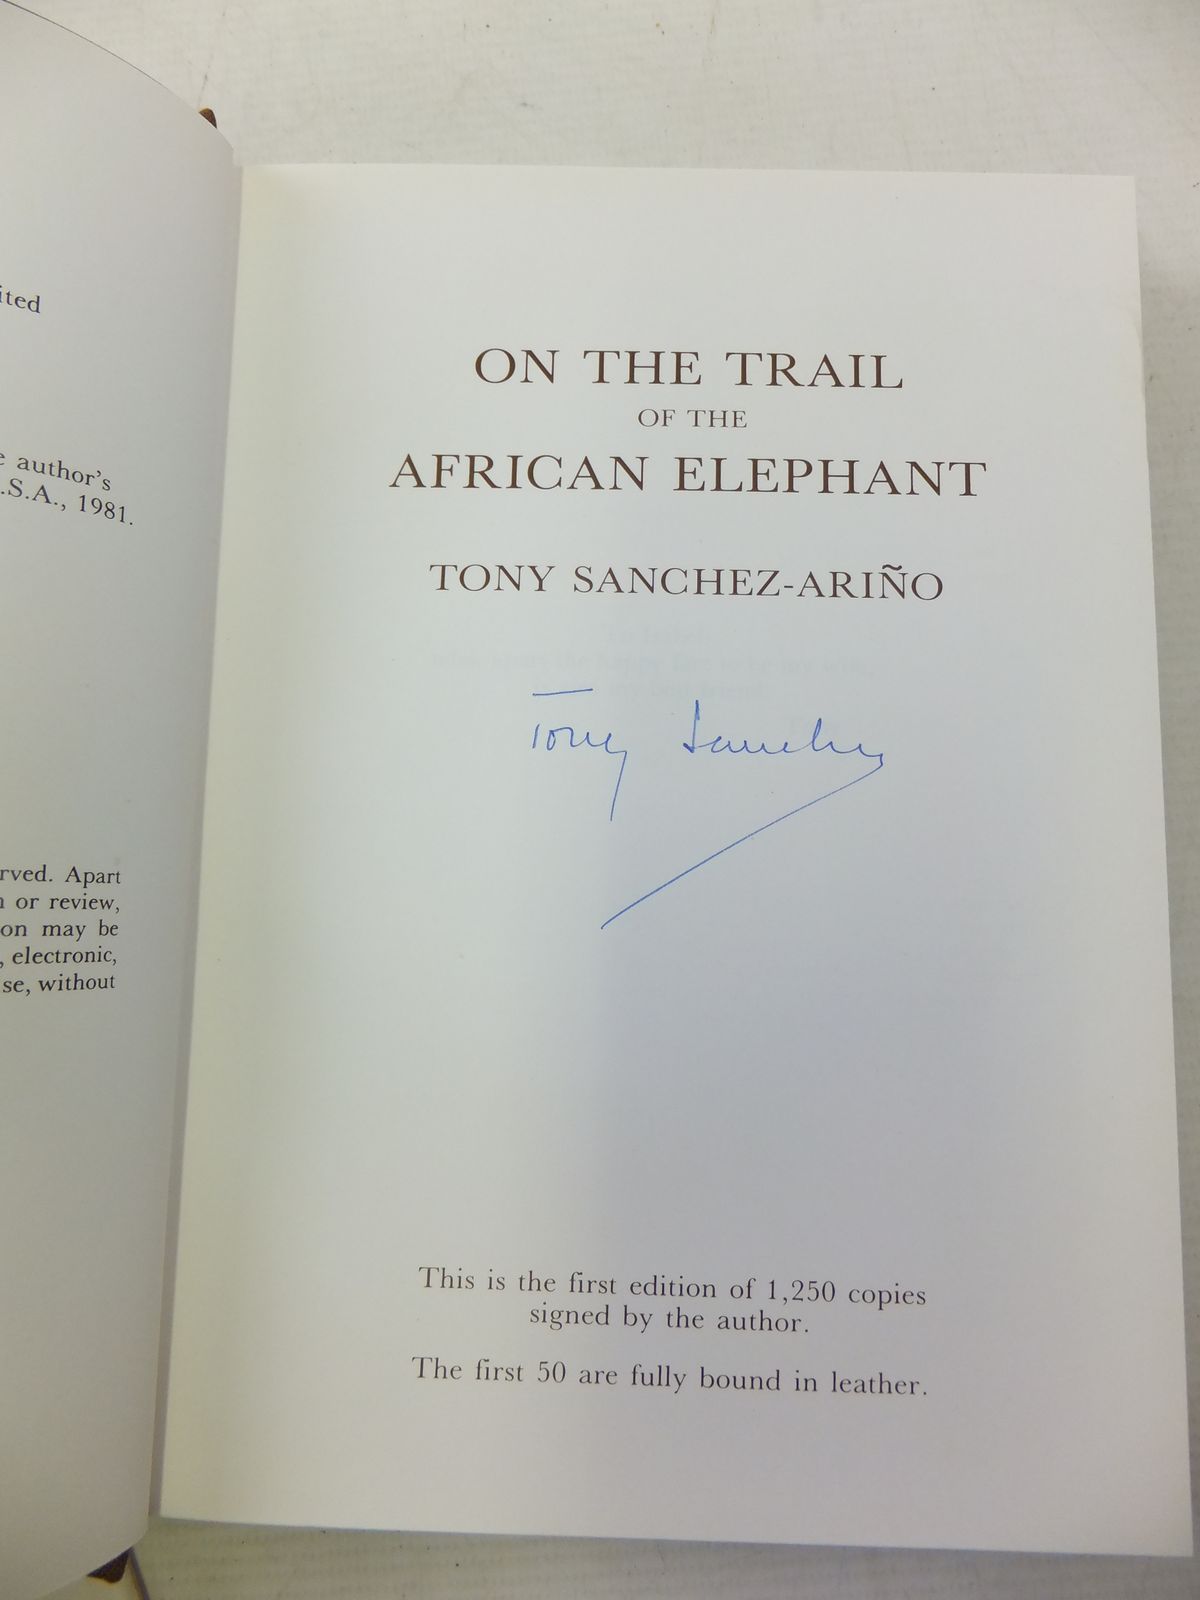 ited
author's
.S.A., 1981.
rved. Apart
or review,
on may be
, electronic,
se, without
ON THE TRAIL
OF THE
AFRICAN ELEPHANT
TONY SANCHEZ-ARIÑO
Tony Sanchez
This is the first edition of 1,250 copies
signed by the author.
The first 50 are fully bound in leather.